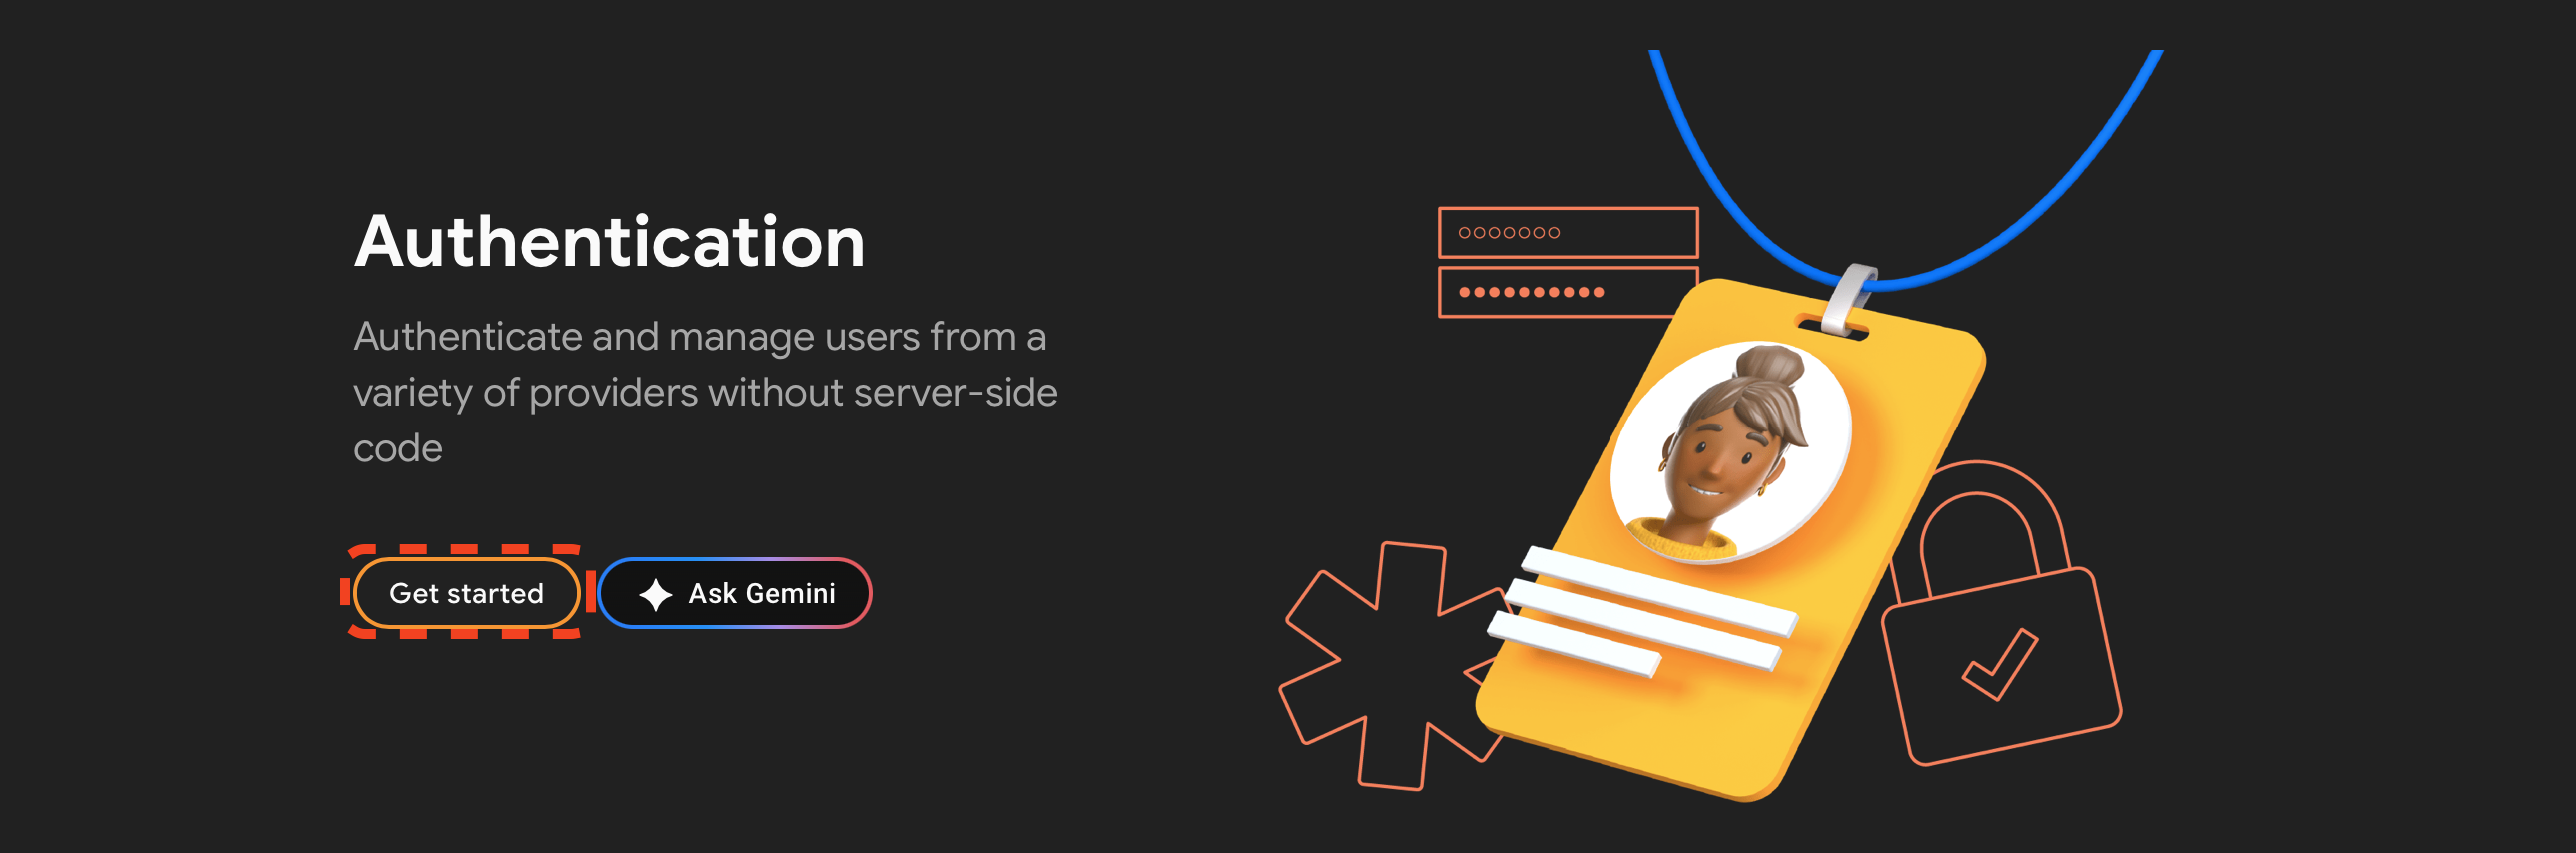 Authentication
Authenticate and manage users from a
variety of providers without server-side
code
Get started
Ask Gemini